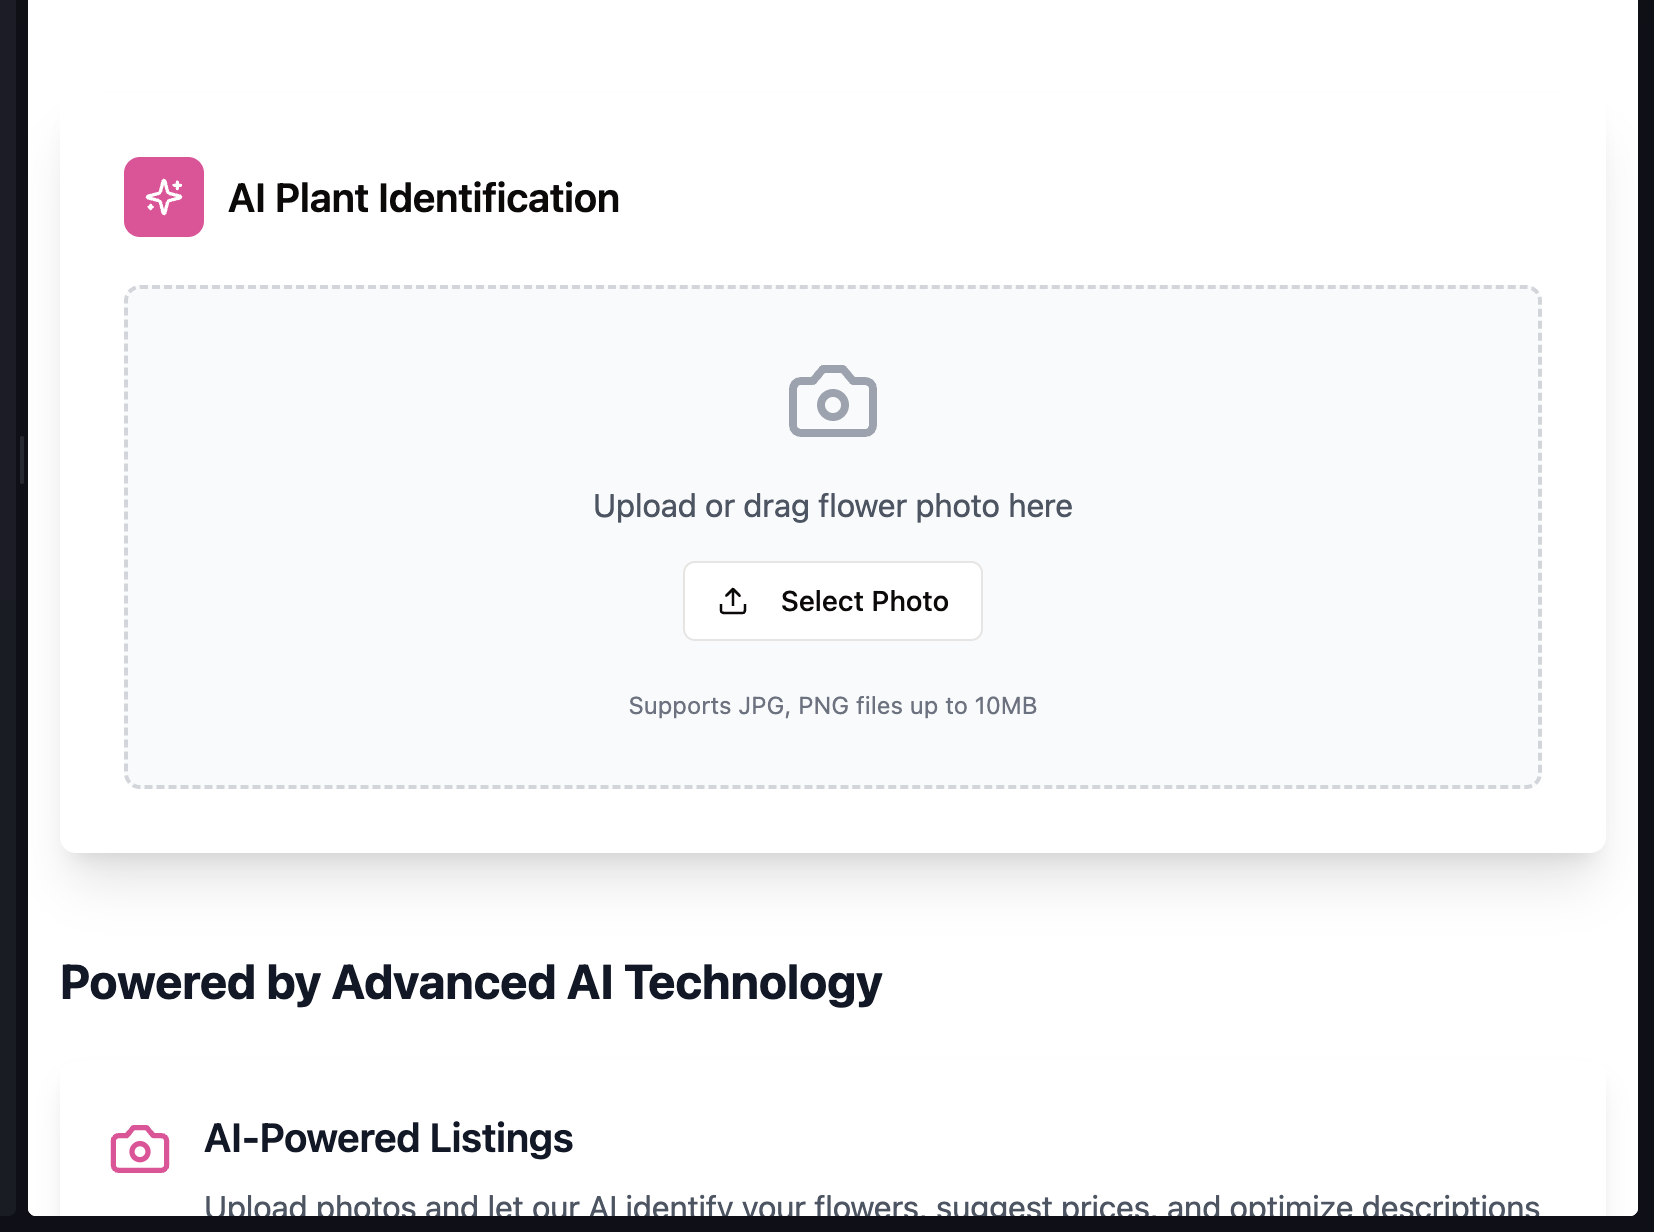 AI Plant Identification
Upload or drag flower photo here
Select Photo
Supports JPG, PNG files up to 10MB
Powered by Advanced AI Technology
AI-Powered Listings
Upload photos and let our AI identify your flowers, suggest prices, and optimize descriptions